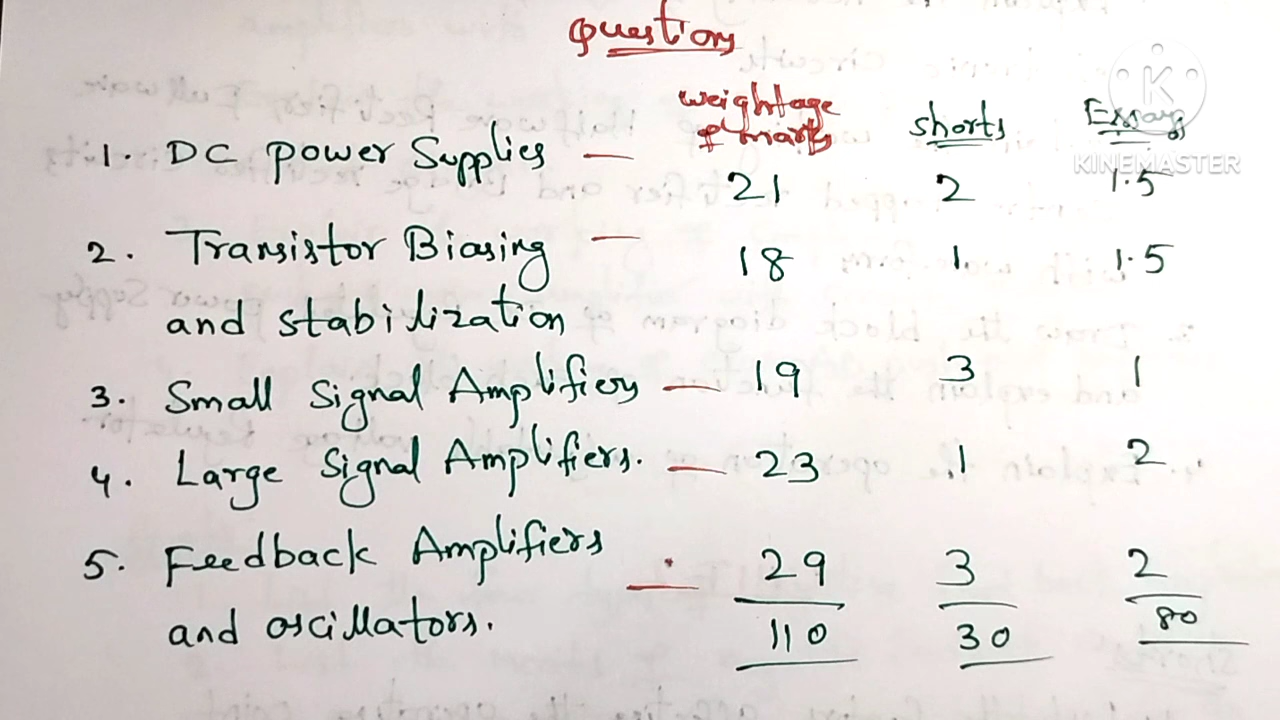 Questions
weightage shorts Essays
of marks
1. DC power Supplies — 21 2 1.5
2. Transistor Biasing — 18 1 1.5
and stabilization
3. Small Signal Amplifiers — 19 3 1
4. Large Signal Amplifiers. — 23 1 2
5. Feedback Amplifiers — 29 3 2
and oscillators. 110 30 80
K
KINEMASTER